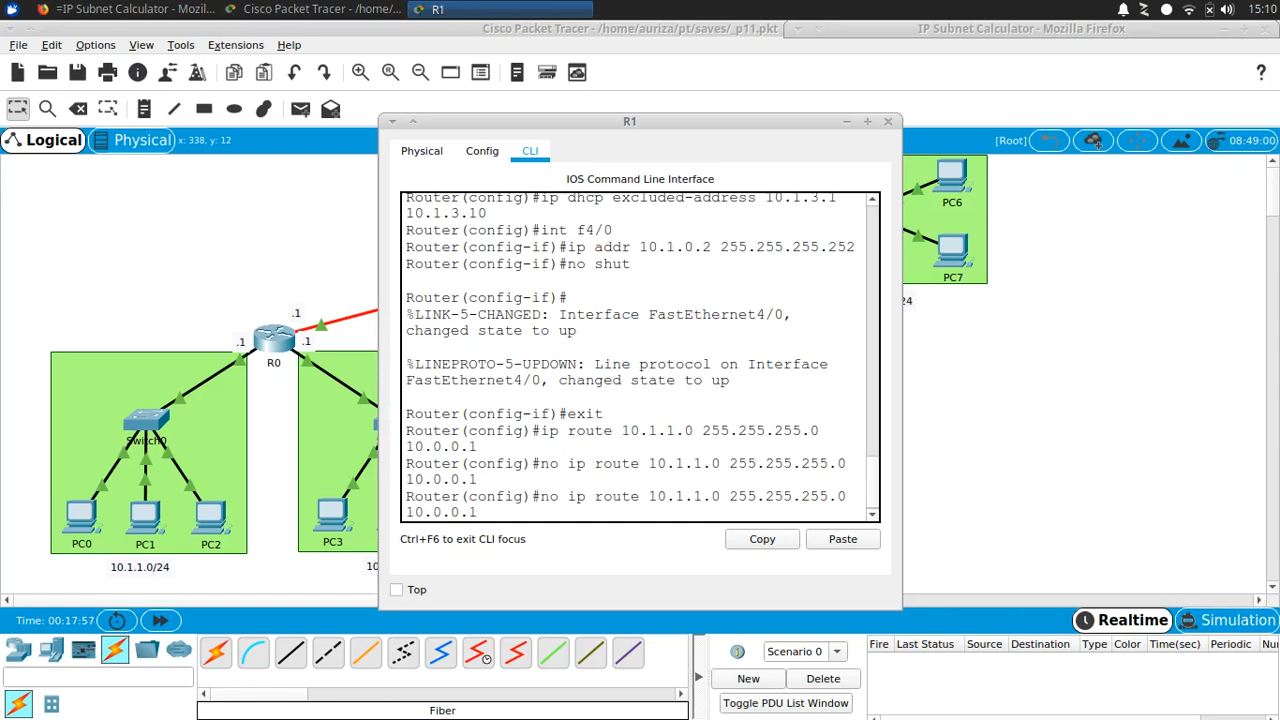 =IP Subnet Calculator - Mozil...
Cisco Packet Tracer - /home/...
R1
15:10
Cisco Packet Tracer - /home/auriza/pt/saves/_p11.pkt
IP Subnet Calculator - Mozilla Firefox
File Edit Options View Tools Extensions Help
?
Logical
Physical
x: 338, y: 12
[Root]
08:49:00
R1
Physical Config CLI
IOS Command Line Interface
Router(config)#ip dhcp excluded-address 10.1.3.1
10.1.3.10
Router(config)#int f4/0
Router(config-if)#ip addr 10.1.0.2 255.255.255.252
Router(config-if)#no shut
Router(config-if)#
%LINK-5-CHANGED: Interface FastEthernet4/0,
changed state to up
%LINEPROTO-5-UPDOWN: Line protocol on Interface
FastEthernet4/0, changed state to up
Router(config-if)#exit
Router(config)#ip route 10.1.1.0 255.255.255.0
10.0.0.1
Router(config)#no ip route 10.1.1.0 255.255.255.0
10.0.0.1
Router(config)#no ip route 10.1.1.0 255.255.255.0
10.0.0.1
Ctrl+F6 to exit CLI focus
Copy
Paste
Top
.1
.1
.1
R0
Switch0
PC0
PC1
PC2
PC3
10.1.1.0/24
10
PC6
PC7
24
Time: 00:17:57
Realtime
Simulation
Scenario 0
New
Delete
Toggle PDU List Window
Fire Last Status Source Destination Type Color Time(sec) Periodic
Fiber